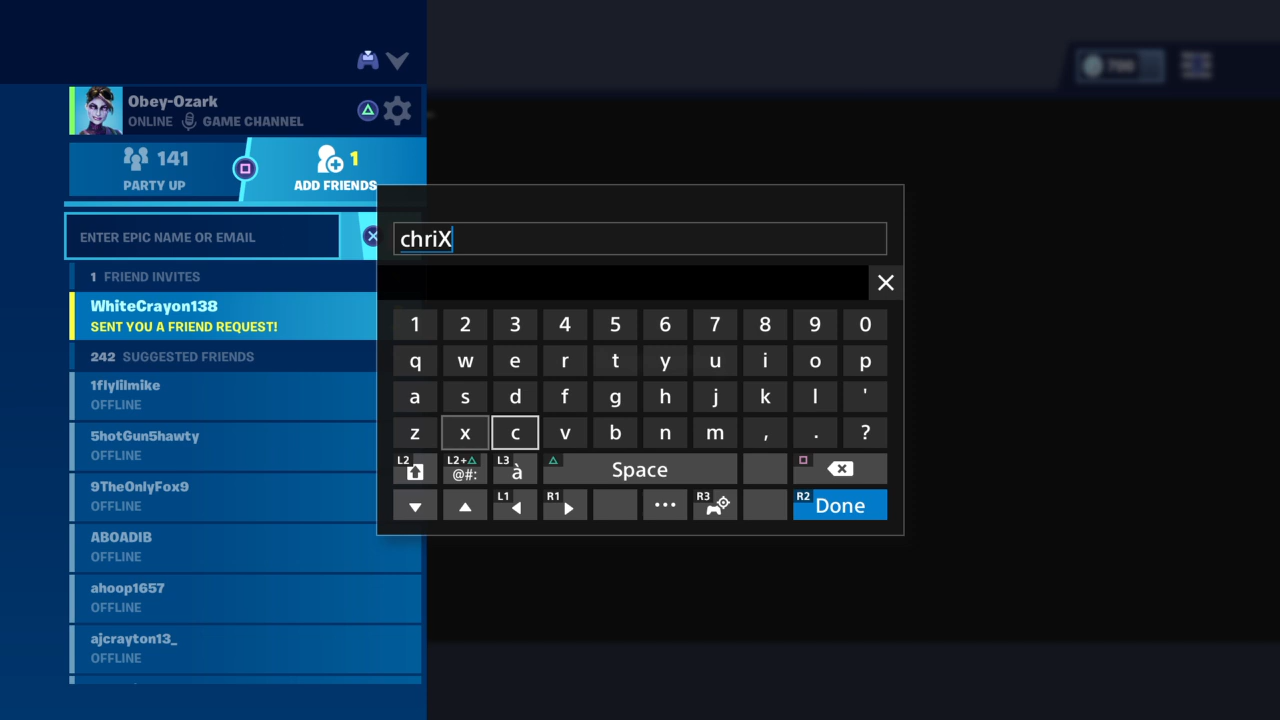 Obey-Ozark
ONLINE GAME CHANNEL
141
PARTY UP
1
ADD FRIENDS
ENTER EPIC NAME OR EMAIL
1 FRIEND INVITES
WhiteCrayon138
SENT YOU A FRIEND REQUEST!
242 SUGGESTED FRIENDS
1flylilmike
OFFLINE
5hotGun5hawty
OFFLINE
9TheOnlyFox9
OFFLINE
ABOADIB
OFFLINE
ahoop1657
OFFLINE
ajcrayton13_
OFFLINE
chriX
1 2 3 4 5 6 7 8 9 0
q w e r t y u i o p
a s d f g h j k l '
z x c v b n m , . ?
L2 L2+△ @#: L3 à △ Space
L1 R1 ... R3 R2 Done